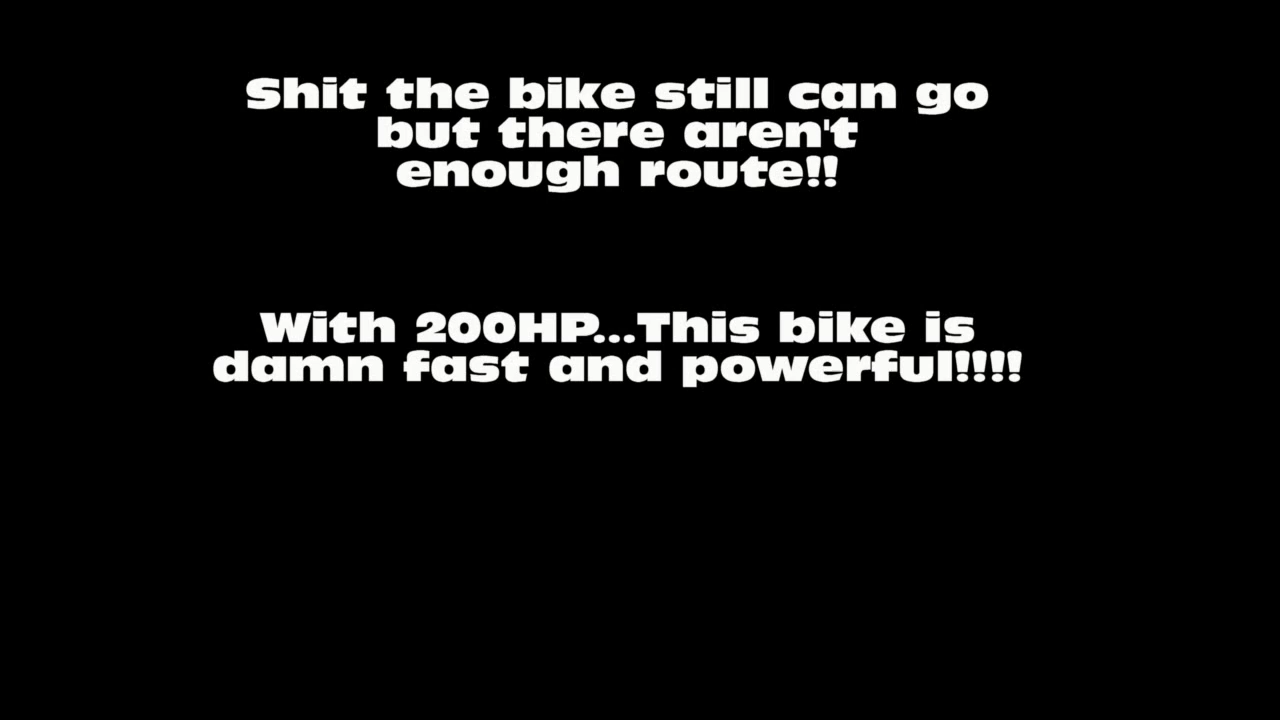 Shit the bike still can go
but there aren't
enough route!!
With 200HP...This bike is
damn fast and powerful!!!!